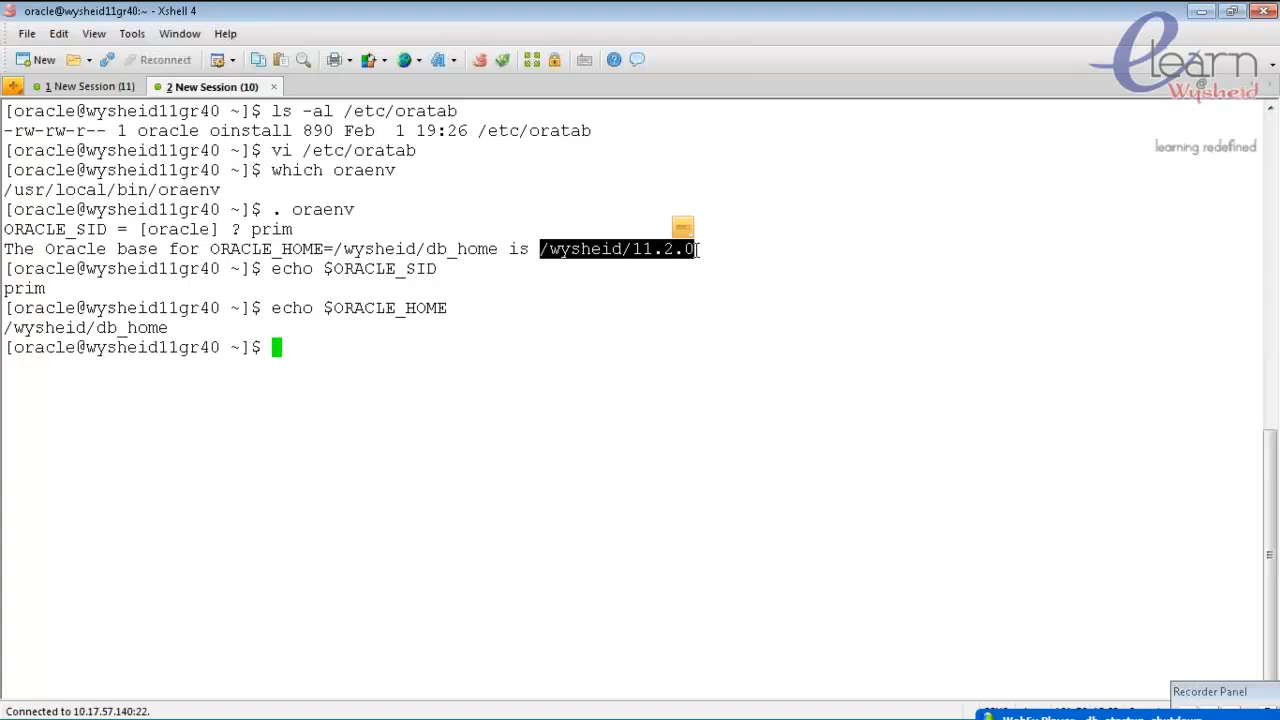 oracle@wysheid11gr40:~ - Xshell 4
File Edit View Tools Window Help
New Reconnect
1 New Session (11) 2 New Session (10) ×
elearn
@
Wysheid
learning redefined
[oracle@wysheid11gr40 ~]$ ls -al /etc/oratab
-rw-rw-r-- 1 oracle oinstall 890 Feb  1 19:26 /etc/oratab
[oracle@wysheid11gr40 ~]$ vi /etc/oratab
[oracle@wysheid11gr40 ~]$ which oraenv
/usr/local/bin/oraenv
[oracle@wysheid11gr40 ~]$ . oraenv
ORACLE_SID = [oracle] ? prim
The Oracle base for ORACLE_HOME=/wysheid/db_home is /wysheid/11.2.0
[oracle@wysheid11gr40 ~]$ echo $ORACLE_SID
prim
[oracle@wysheid11gr40 ~]$ echo $ORACLE_HOME
/wysheid/db_home
[oracle@wysheid11gr40 ~]$
Recorder Panel
Connected to 10.17.57.140:22.